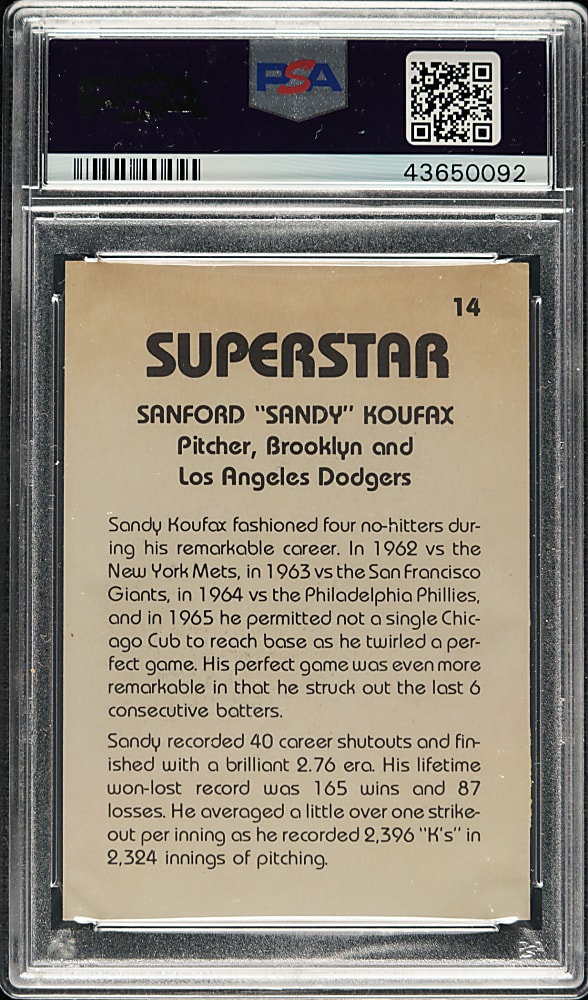 PSA
PSA
43650092
14
SUPERSTAR
SANFORD "SANDY" KOUFAX
Pitcher, Brooklyn and
Los Angeles Dodgers
Sandy Koufax fashioned four no-hitters dur-
ing his remarkable career. In 1962 vs the
New York Mets, in 1963 vs the San Francisco
Giants, in 1964 vs the Philadelphia Phillies,
and in 1965 he permitted not a single Chic-
ago Cub to reach base as he twirled a per-
fect game. His perfect game was even more
remarkable in that he struck out the last 6
consecutive batters.
Sandy recorded 40 career shutouts and fin-
ished with a brilliant 2.76 era. His lifetime
won-lost record was 165 wins and 87
losses. He averaged a little over one strike-
out per inning as he recorded 2,396 "K's" in
2,324 innings of pitching.
PSA